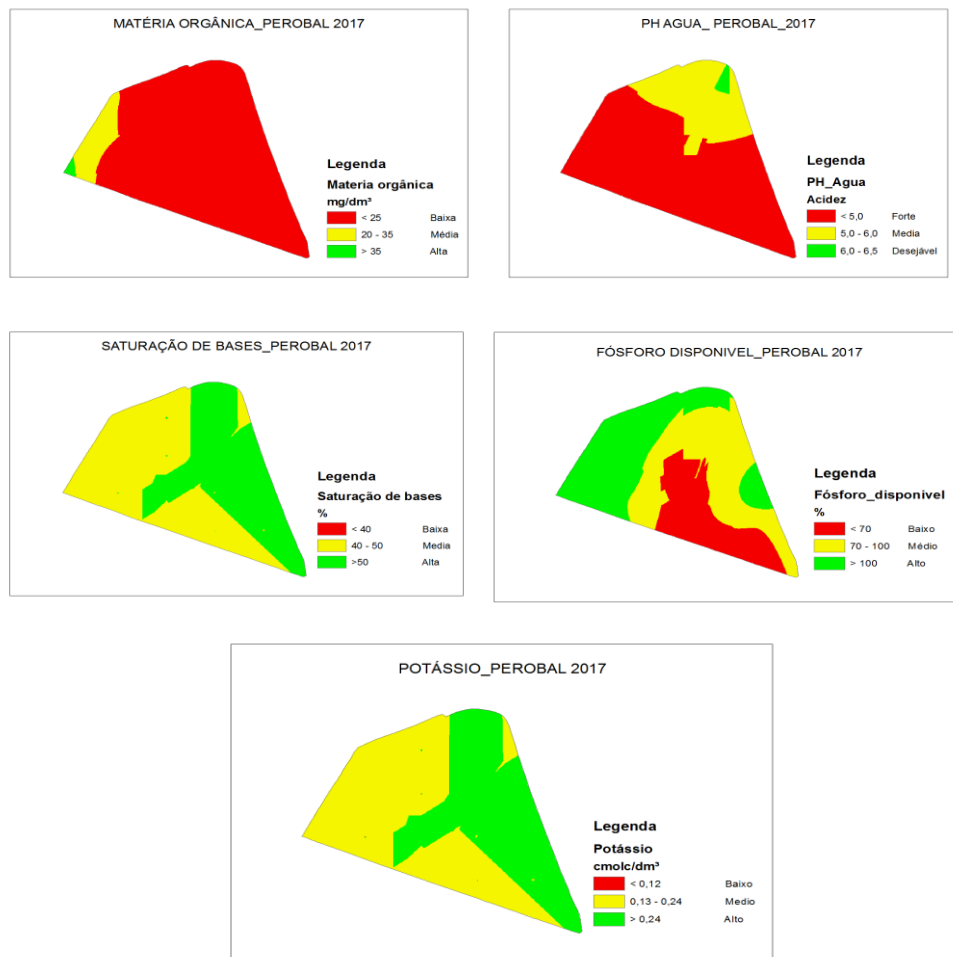 MATÉRIA ORGÂNICA_PEROBAL 2017
Legenda
Materia orgânica
mg/dm³
< 25 Baixa
20 - 35 Média
> 35 Alta
PH AGUA_ PEROBAL_2017
Legenda
PH_Agua
Acidez
< 5,0 Forte
5,0 - 6,0 Media
6,0 - 6,5 Desejável
SATURAÇÃO DE BASES_PEROBAL 2017
Legenda
Saturação de bases
%
< 40 Baixa
40 - 50 Media
>50 Alta
FÓSFORO DISPONIVEL_PEROBAL 2017
Legenda
Fósforo_disponivel
%
< 70 Baixo
70 - 100 Médio
> 100 Alto
POTÁSSIO_PEROBAL 2017
Legenda
Potássio
cmolc/dm³
< 0,12 Baixo
0,13 - 0,24 Medio
> 0,24 Alto